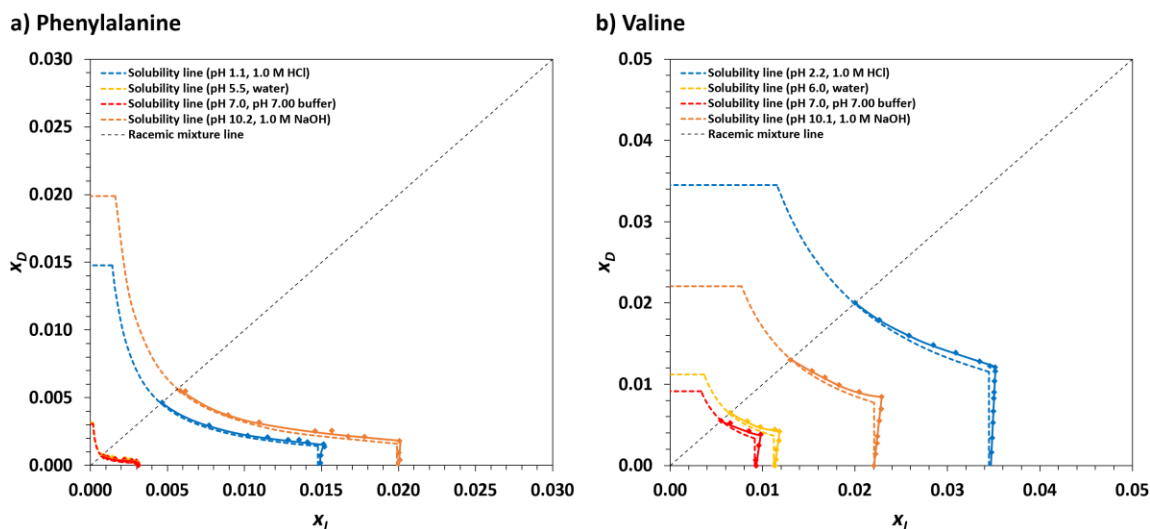 a) Phenylalanine
0.030
0.025
0.020
0.015
0.010
0.005
0.000
x_D
Solubility line (pH 1.1, 1.0 M HCl)
Solubility line (pH 5.5, water)
Solubility line (pH 7.0, pH 7.00 buffer)
Solubility line (pH 10.2, 1.0 M NaOH)
Racemic mixture line
0.000 0.005 0.010 0.015 0.020 0.025 0.030
x_L
b) Valine
0.05
0.04
0.03
0.02
0.01
0.00
x_D
Solubility line (pH 2.2, 1.0 M HCl)
Solubility line (pH 6.0, water)
Solubility line (pH 7.0, pH 7.00 buffer)
Solubility line (pH 10.1, 1.0 M NaOH)
Racemic mixture line
0.00 0.01 0.02 0.03 0.04 0.05
x_L